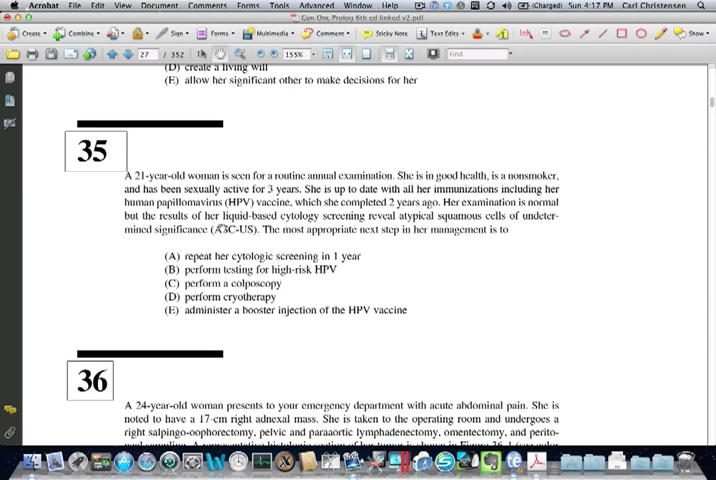 Acrobat File Edit View Document Comments Forms Tools Advanced Window Help (Charged) Sun 4:17 PM Carl Christensen
Gyn Onc Prolog 6th ed linked v2.pdf
Create Combine Sign Forms Multimedia Comment Sticky Note Text Edits Show
27 / 352 155% Find
(D) create a living will
(E) allow her significant other to make decisions for her
35
A 21-year-old woman is seen for a routine annual examination. She is in good health, is a nonsmoker,
and has been sexually active for 3 years. She is up to date with all her immunizations including her
human papillomavirus (HPV) vaccine, which she completed 2 years ago. Her examination is normal
but the results of her liquid-based cytology screening reveal atypical squamous cells of undeter-
mined significance (ASC-US). The most appropriate next step in her management is to
(A) repeat her cytologic screening in 1 year
(B) perform testing for high-risk HPV
(C) perform a colposcopy
(D) perform cryotherapy
(E) administer a booster injection of the HPV vaccine
36
A 24-year-old woman presents to your emergency department with acute abdominal pain. She is
noted to have a 17-cm right adnexal mass. She is taken to the operating room and undergoes a
right salpingo-oophorectomy, pelvic and paraaortic lymphadenectomy, omentectomy, and perito-